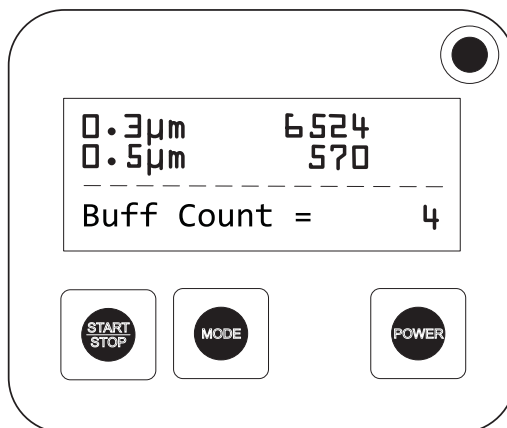 0.3µm 6524
0.5µm 570
Buff Count = 4
START
STOP
MODE
POWER